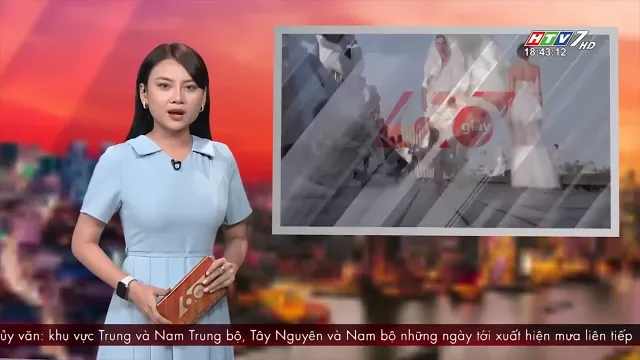 HTV7 HD
18:43:12
60
giây
60
ủy văn: khu vực Trung và Nam Trung bộ, Tây Nguyên và Nam bộ những ngày tới xuất hiện mưa liên tiếp